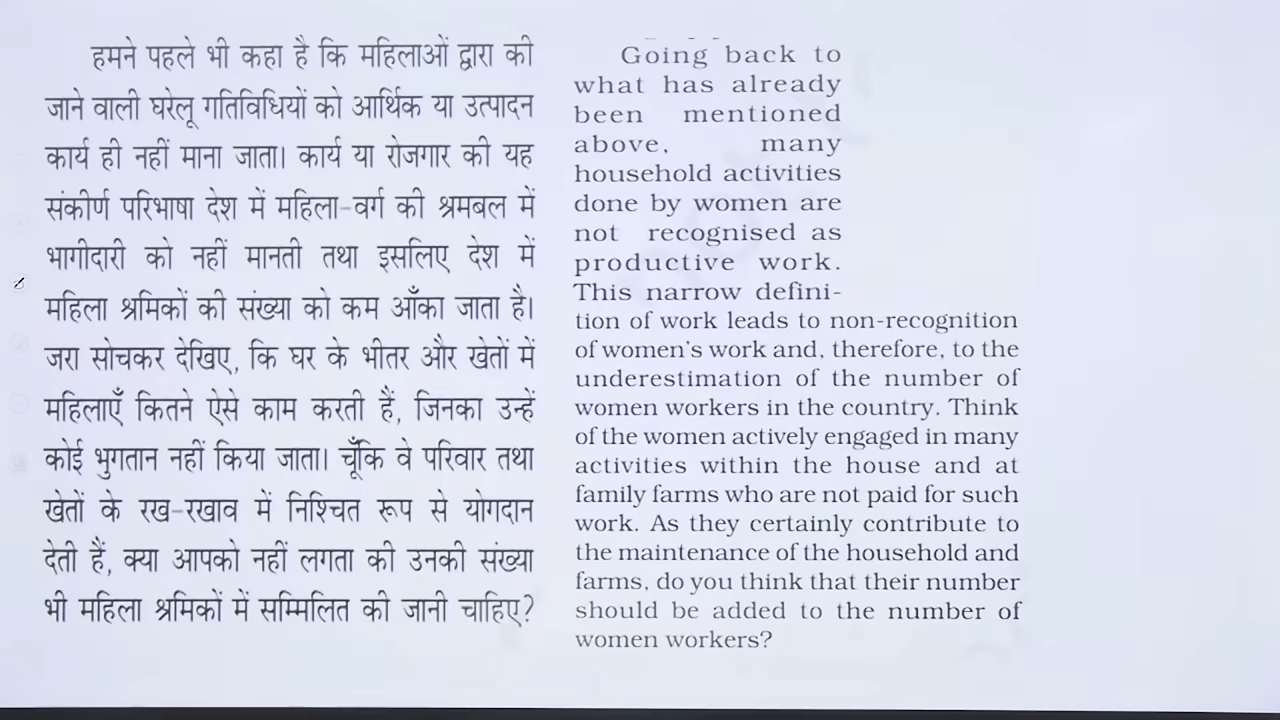 हमने पहले भी कहा है कि महिलाओं द्वारा की
जाने वाली घरेलू गतिविधियों को आर्थिक या उत्पादन
कार्य ही नहीं माना जाता। कार्य या रोजगार की यह
संकीर्ण परिभाषा देश में महिला-वर्ग की श्रमबल में
भागीदारी को नहीं मानती तथा इसलिए देश में
महिला श्रमिकों की संख्या को कम आँका जाता है।
जरा सोचकर देखिए, कि घर के भीतर और खेतों में
महिलाएँ कितने ऐसे काम करती हैं, जिनका उन्हें
कोई भुगतान नहीं किया जाता। चूँकि वे परिवार तथा
खेतों के रख-रखाव में निश्चित रूप से योगदान
देती हैं, क्या आपको नहीं लगता की उनकी संख्या
भी महिला श्रमिकों में सम्मिलित की जानी चाहिए?
Going back to
what has already
been mentioned
above, many
household activities
done by women are
not recognised as
productive work.
This narrow defini-
tion of work leads to non-recognition
of women's work and, therefore, to the
underestimation of the number of
women workers in the country. Think
of the women actively engaged in many
activities within the house and at
family farms who are not paid for such
work. As they certainly contribute to
the maintenance of the household and
farms, do you think that their number
should be added to the number of
women workers?